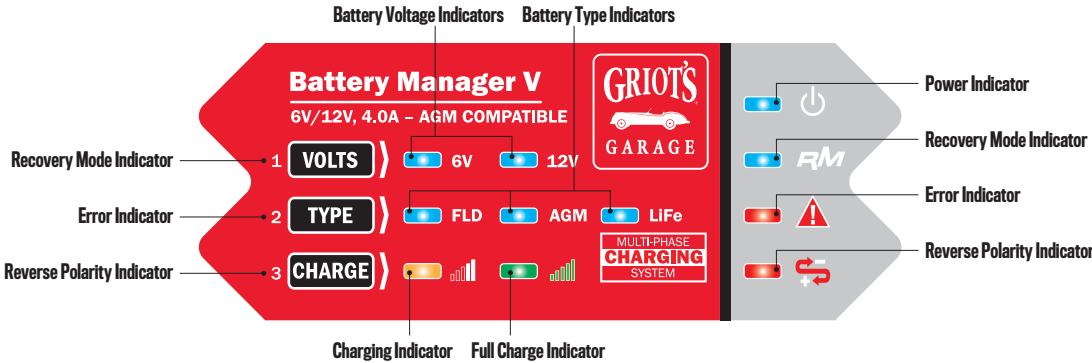 Battery Voltage Indicators
Battery Type Indicators
Battery Manager V
6V/12V, 4.0A – AGM COMPATIBLE
GRIOT'S
GARAGE
Power Indicator
Recovery Mode Indicator
1 VOLTS 6V 12V
RM
Recovery Mode Indicator
Error Indicator
2 TYPE FLD AGM LiFe
Error Indicator
Reverse Polarity Indicator
3 CHARGE
MULTI-PHASE
CHARGING
SYSTEM
Reverse Polarity Indicator
Charging Indicator
Full Charge Indicator